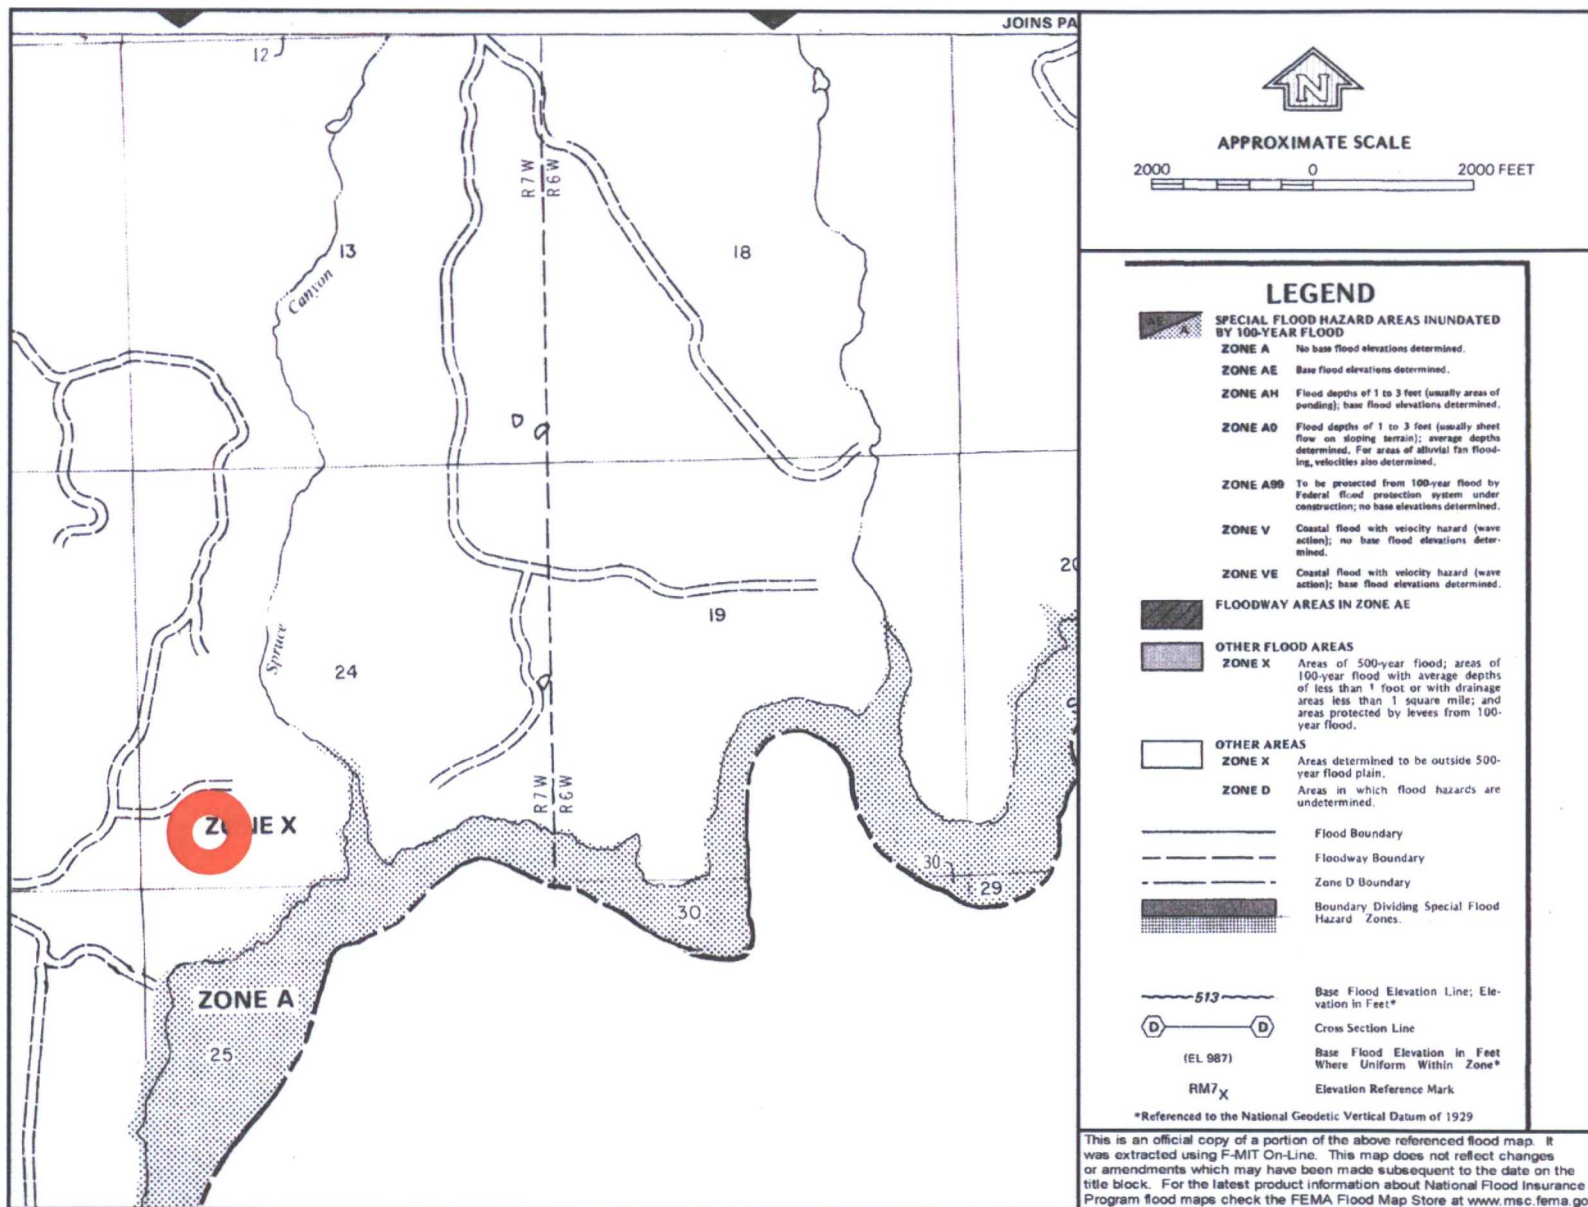 JOINS PA
12
R7W
R6W
13
18
Canyon
20
19
Spruce
24
R7W
R6W
ZONE X
30
29
30
ZONE A
25
N
APPROXIMATE SCALE
2000 0 2000 FEET
LEGEND
AE
A
SPECIAL FLOOD HAZARD AREAS INUNDATED
BY 100-YEAR FLOOD
ZONE A No base flood elevations determined.
ZONE AE Base flood elevations determined.
ZONE AH Flood depths of 1 to 3 feet (usually areas of
ponding); base flood elevations determined.
ZONE AO Flood depths of 1 to 3 feet (usually sheet
flow on sloping terrain); average depths
determined. For areas of alluvial fan flood-
ing, velocities also determined.
ZONE A99 To be protected from 100-year flood by
Federal flood protection system under
construction; no base elevations determined.
ZONE V Coastal flood with velocity hazard (wave
action); no base flood elevations deter-
mined.
ZONE VE Coastal flood with velocity hazard (wave
action); base flood elevations determined.
FLOODWAY AREAS IN ZONE AE
OTHER FLOOD AREAS
ZONE X Areas of 500-year flood; areas of
100-year flood with average depths
of less than 1 foot or with drainage
areas less than 1 square mile; and
areas protected by levees from 100-
year flood.
OTHER AREAS
ZONE X Areas determined to be outside 500-
year flood plain.
ZONE D Areas in which flood hazards are
undetermined.
Flood Boundary
Floodway Boundary
Zone D Boundary
Boundary Dividing Special Flood
Hazard Zones.
513 Base Flood Elevation Line; Ele-
vation in Feet*
D D Cross Section Line
(EL 987) Base Flood Elevation in Feet
Where Uniform Within Zone*
RM7X Elevation Reference Mark
*Referenced to the National Geodetic Vertical Datum of 1929
This is an official copy of a portion of the above referenced flood map. It
was extracted using F-MIT On-Line. This map does not reflect changes
or amendments which may have been made subsequent to the date on the
title block. For the latest product information about National Flood Insurance
Program flood maps check the FEMA Flood Map Store at www.msc.fema.go